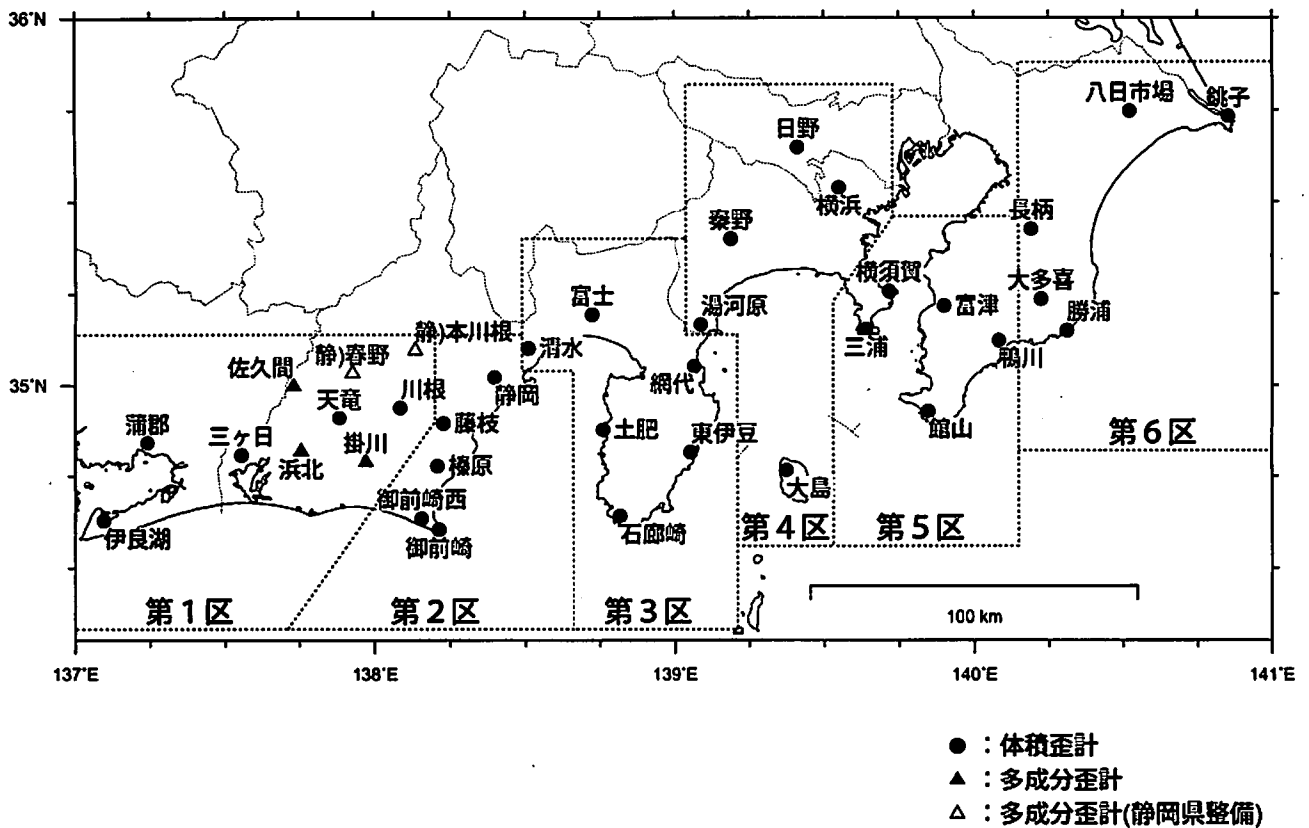 36°N
八日市場
銚子
日野
横浜
長柄
秦野
横須賀
大多喜
富士
湯河原
富津
勝浦
静)本川根
清水
三浦
鴨川
静)春野
佐久間
網代
35°N
川根
静岡
天竜
藤枝
土肥
東伊豆
館山
第6区
蒲郡
三ヶ日
掛川
浜北
榛原
大島
御前崎西
伊良湖
御前崎
石廊崎
第4区
第5区
第1区
第2区
第3区
100 km
137°E
138°E
139°E
140°E
141°E
● : 体積歪計
▲ : 多成分歪計
△ : 多成分歪計(静岡県整備)